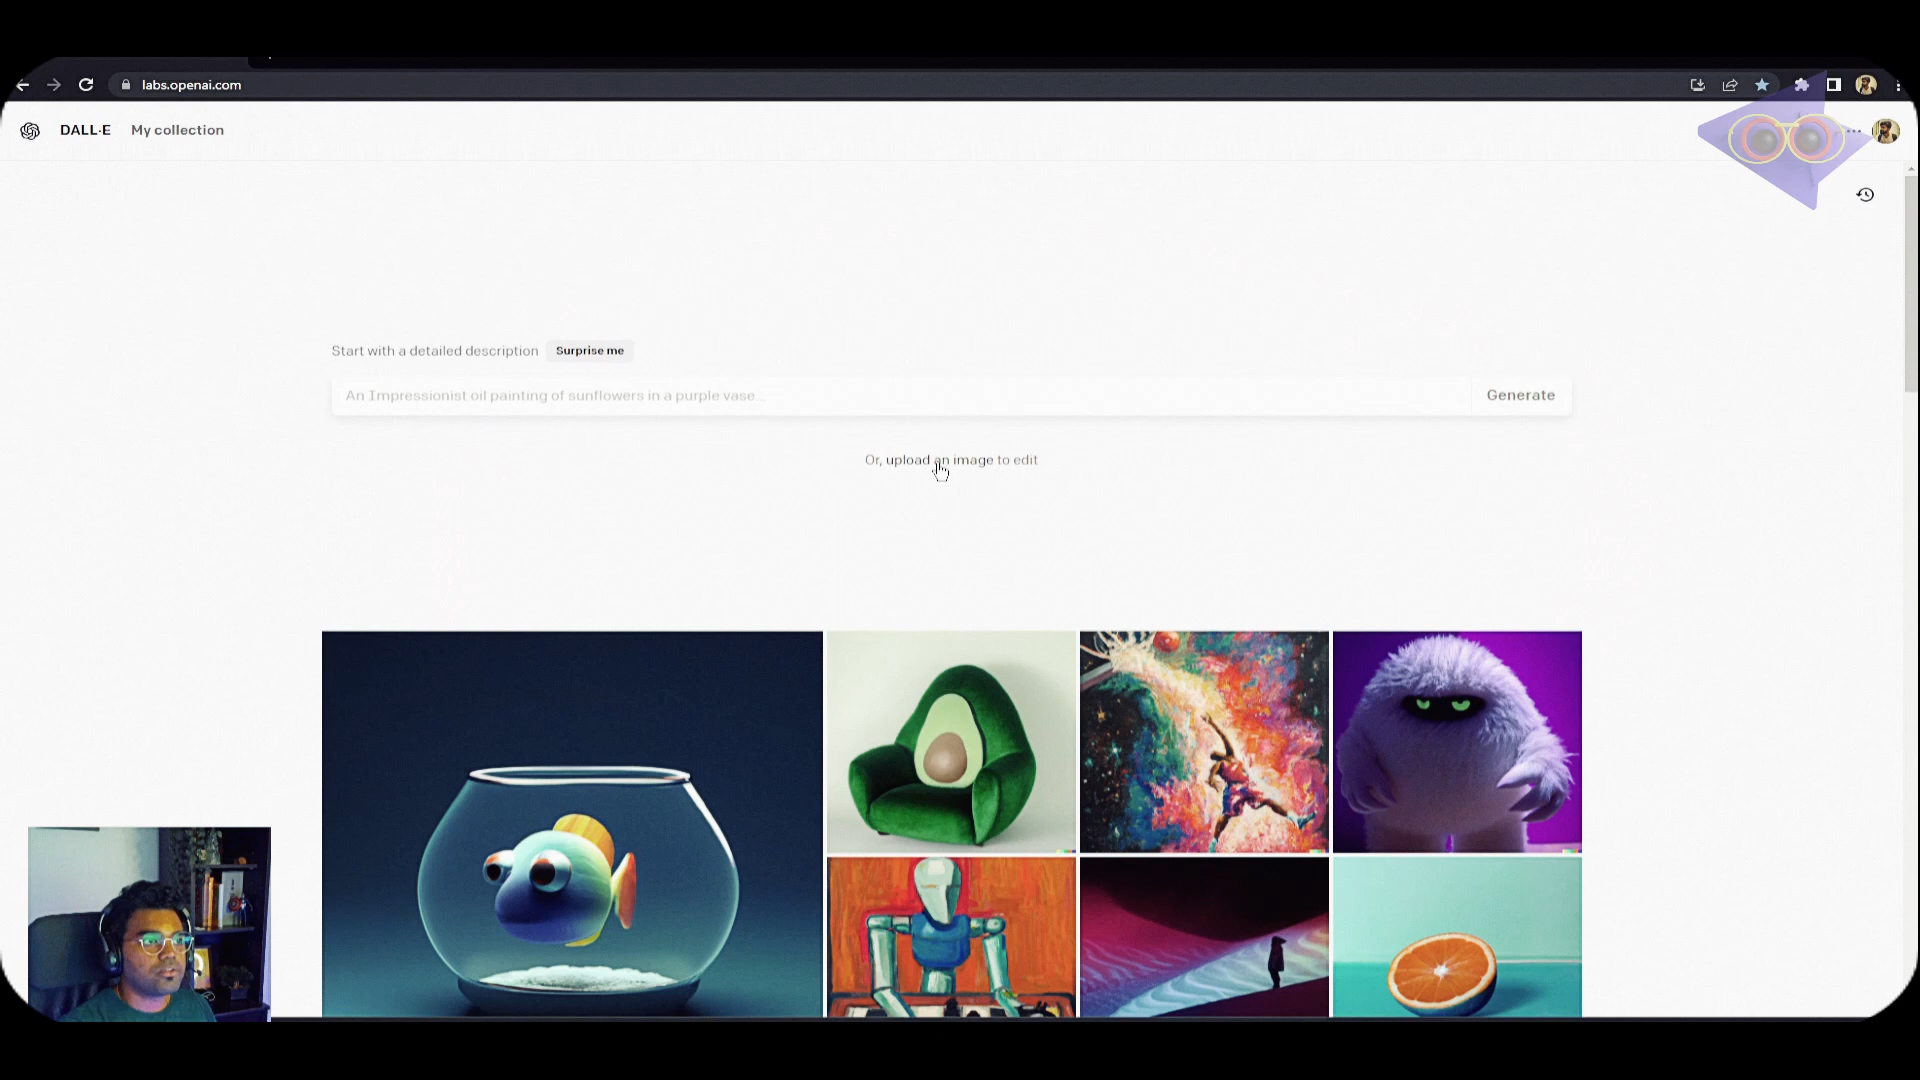 labs.openai.com
DALL·E My collection
Start with a detailed description Surprise me
An Impressionist oil painting of sunflowers in a purple vase...
Generate
Or, upload an image to edit